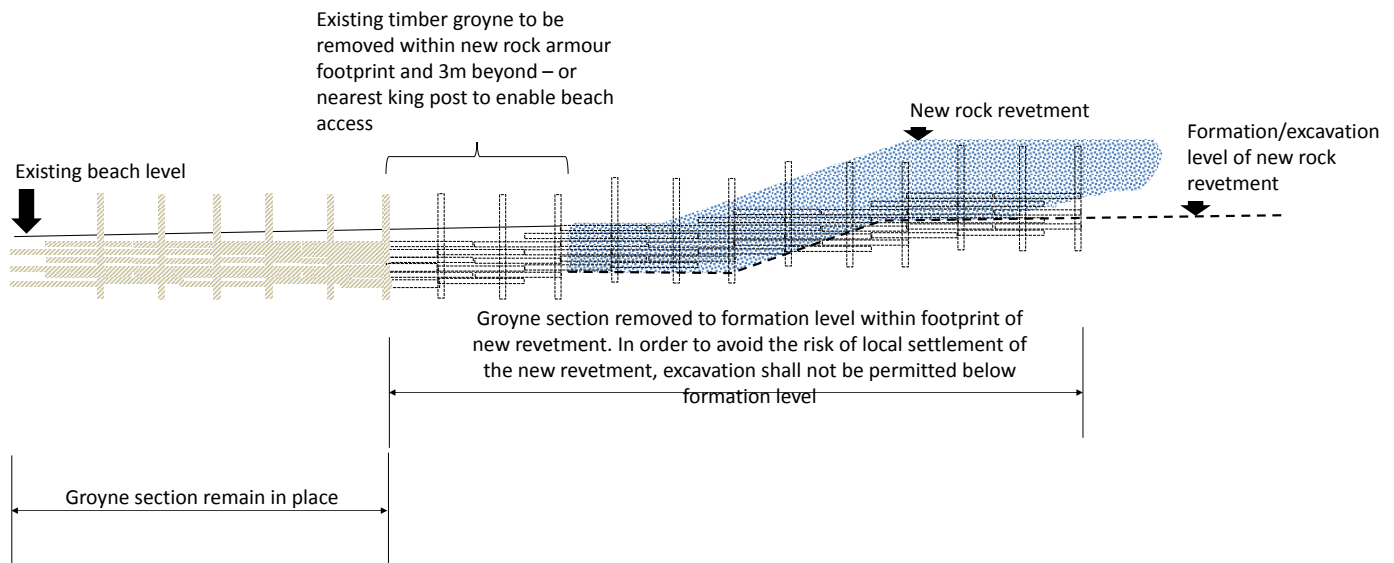 Existing timber groyne to be
removed within new rock armour
footprint and 3m beyond – or
nearest king post to enable beach
access
New rock revetment
Formation/excavation
level of new rock
revetment
Existing beach level
Groyne section removed to formation level within footprint of
new revetment. In order to avoid the risk of local settlement of
the new revetment, excavation shall not be permitted below
formation level
Groyne section remain in place